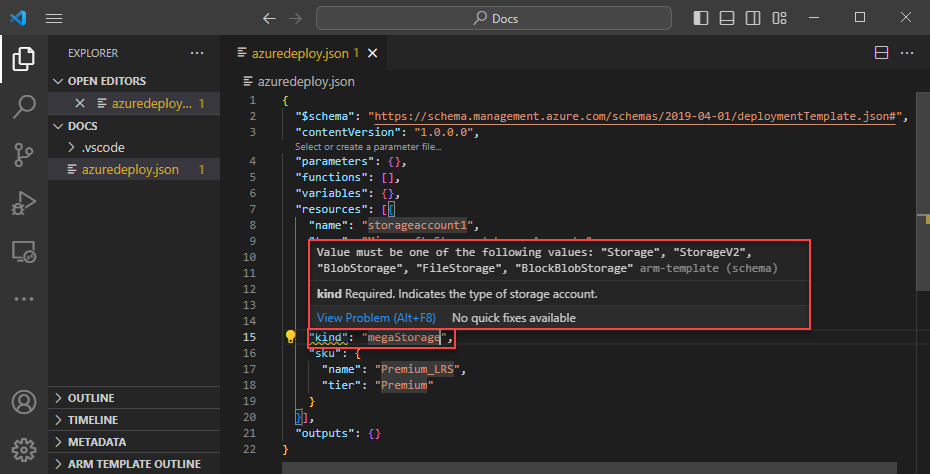 Docs
EXPLORER
OPEN EDITORS
azuredeploy... 1
DOCS
.vscode
azuredeploy.json 1
OUTLINE
TIMELINE
METADATA
ARM TEMPLATE OUTLINE
azuredeploy.json 1
azuredeploy.json
1 {
2 "$schema": "https://schema.management.azure.com/schemas/2019-04-01/deploymentTemplate.json#",
3 "contentVersion": "1.0.0.0",
Select or create a parameter file...
4 "parameters": {},
5 "functions": [],
6 "variables": {},
7 "resources": [{
8 "name": "storageaccount1",
9
10
11
12
13
14
Value must be one of the following values: "Storage", "StorageV2",
"BlobStorage", "FileStorage", "BlockBlobStorage" arm-template (schema)
kind Required. Indicates the type of storage account.
View Problem (Alt+F8) No quick fixes available
15 "kind": "megaStorage",
16 "sku": {
17 "name": "Premium_LRS",
18 "tier": "Premium"
19 }
20 }],
21 "outputs": {}
22 }